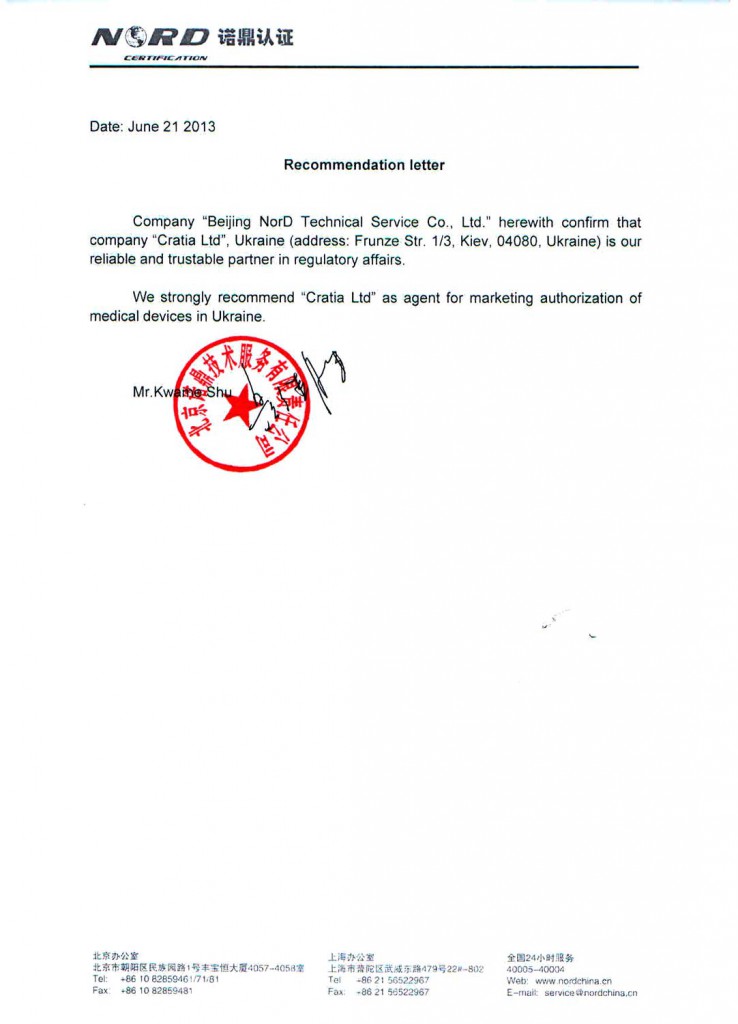 NORD 诺鼎认证
CERTIFICATION
Date: June 21 2013
Recommendation letter
Company “Beijing NorD Technical Service Co., Ltd.” herewith confirm that
company “Cratia Ltd”, Ukraine (address: Frunze Str. 1/3, Kiev, 04080, Ukraine) is our
reliable and trustable partner in regulatory affairs.
We strongly recommend “Cratia Ltd” as agent for marketing authorization of
medical devices in Ukraine.
北京诺鼎技术服务有限责任公司
Mr.Kwame Shu
北京办公室
北京市朝阳区民族园路1号丰宝恒大厦4057-4058室
Tel: +86 10 82859461/71/81
Fax: +86 10 82859481
上海办公室
上海市普陀区武威东路479号22#-802
Tel +86 21 56522967
Fax: +86 21 56522967
全国24小时服务
40005-40004
Web: www.nordchina.cn
E-mail: service@nordchina.cn